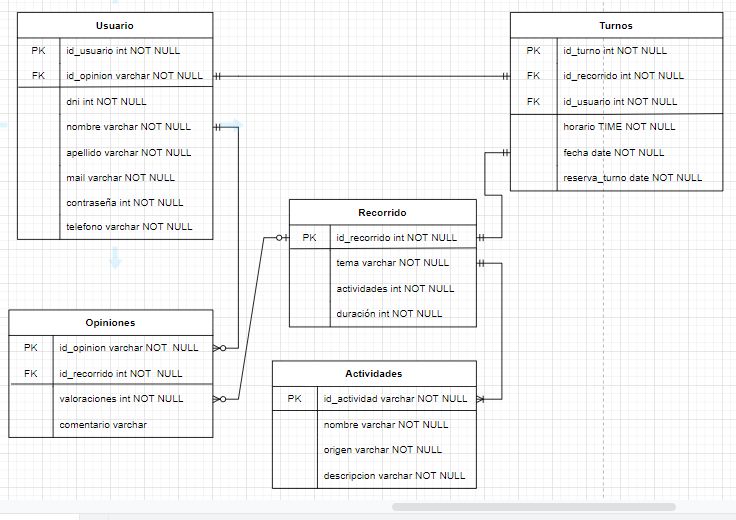 Usuario
PK id_usuario int NOT NULL
FK id_opinion varchar NOT NULL
dni int NOT NULL
nombre varchar NOT NULL
apellido varchar NOT NULL
mail varchar NOT NULL
contraseña int NOT NULL
telefono varchar NOT NULL
Turnos
PK id_turno int NOT NULL
FK id_recorrido int NOT NULL
FK id_usuario int NOT NULL
horario TIME NOT NULL
fecha date NOT NULL
reserva_turno date NOT NULL
Recorrido
PK id_recorrido int NOT NULL
tema varchar NOT NULL
actividades int NOT NULL
duración int NOT NULL
Opiniones
PK id_opinion varchar NOT NULL
FK id_recorrido int NOT NULL
valoraciones int NOT NULL
comentario varchar
Actividades
PK id_actividad varchar NOT NULL
nombre varchar NOT NULL
origen varchar NOT NULL
descripcion varchar NOT NULL